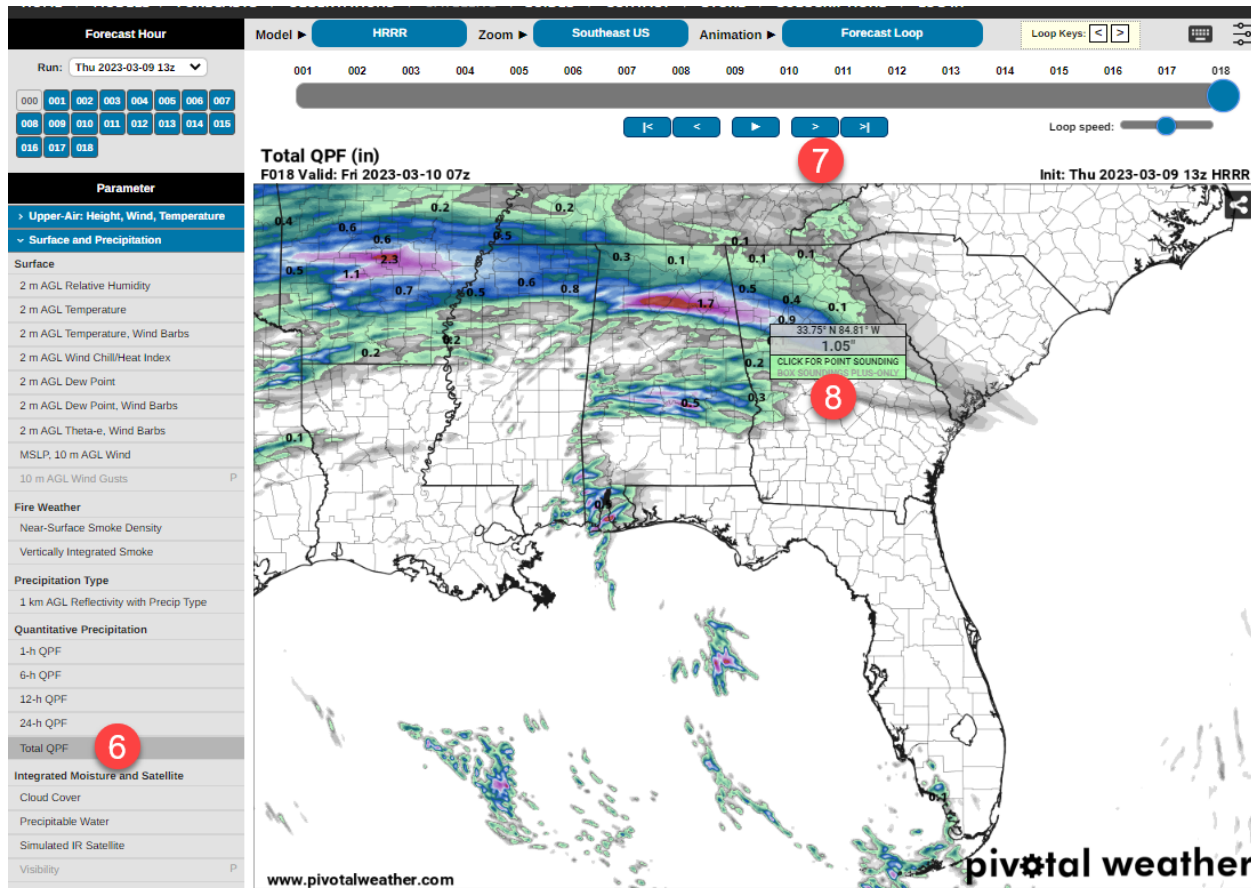 Forecast Hour
Model ▶ HRRR Zoom ▶ Southeast US Animation ▶ Forecast Loop Loop Keys: < >
Run: Thu 2023-03-09 13z
000 001 002 003 004 005 006 007
008 009 010 011 012 013 014 015
016 017 018
001 002 003 004 005 006 007 008 009 010 011 012 013 014 015 016 017 018
|< < ▶ > >| Loop speed:
7
Total QPF (in)
F018 Valid: Fri 2023-03-10 07z
Init: Thu 2023-03-09 13z HRRR
Parameter
› Upper-Air: Height, Wind, Temperature
Surface and Precipitation
Surface
2 m AGL Relative Humidity
2 m AGL Temperature
2 m AGL Temperature, Wind Barbs
2 m AGL Wind Chill/Heat Index
2 m AGL Dew Point
2 m AGL Dew Point, Wind Barbs
2 m AGL Theta-e, Wind Barbs
MSLP, 10 m AGL Wind
10 m AGL Wind Gusts P
Fire Weather
Near-Surface Smoke Density
Vertically Integrated Smoke
Precipitation Type
1 km AGL Reflectivity with Precip Type
Quantitative Precipitation
1-h QPF
6-h QPF
12-h QPF
24-h QPF
Total QPF
6
Integrated Moisture and Satellite
Cloud Cover
Precipitable Water
Simulated IR Satellite
Visibility P
0.2 0.2
0.4 0.6
0.6 0.5 0.1
2.3 0.3 0.1 0.1 0.1
0.5 1.1
0.7 0.5 0.6 0.8 0.5
1.7 0.4 0.1
0.9
33.75° N 84.81° W
1.05"
CLICK FOR POINT SOUNDING
BOX SOUNDINGS PLUS-ONLY
8
0.2
0.2 0.2
0.5 0.3
0.1
0.1
www.pivotalweather.com
pivotal weather